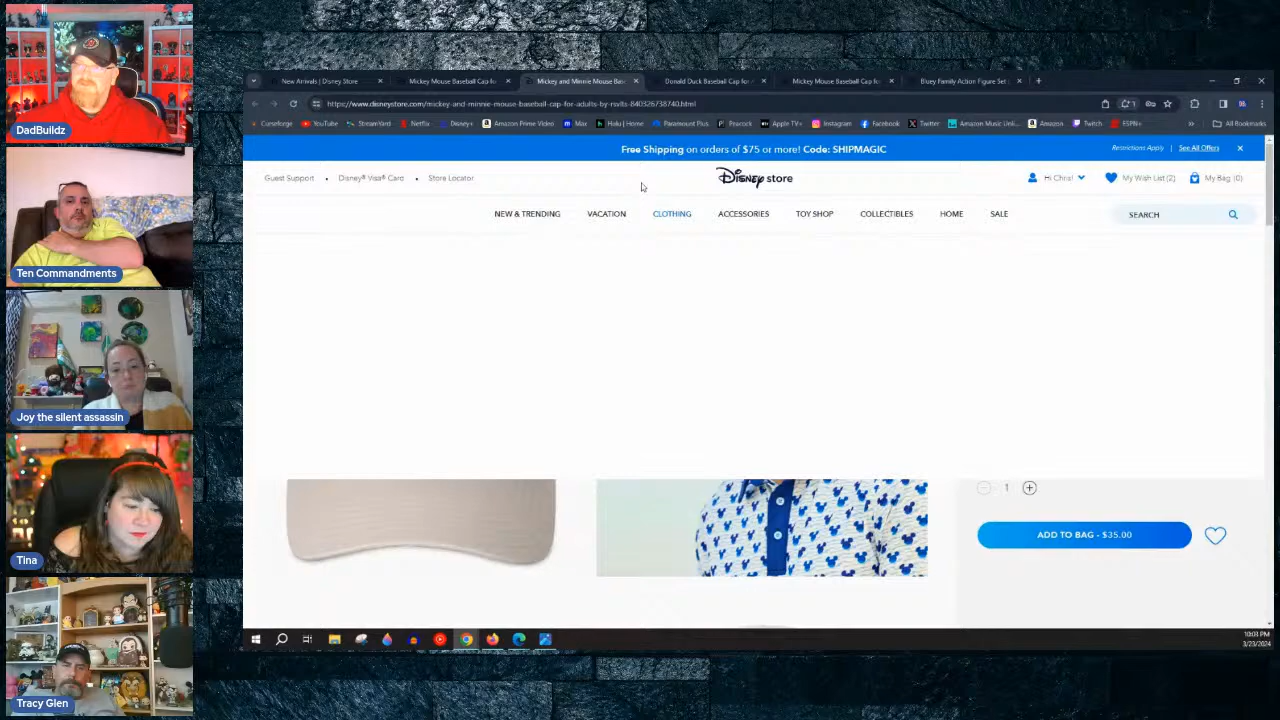 DadBuildz
Ten Commandments
Joy the silent assassin
Tina
Tracy Glen
New Arrivals | Disney Store
Mickey Mouse Baseball Cap for
Mickey and Minnie Mouse Bas
Donald Duck Baseball Cap for
Mickey Mouse Baseball Cap for
Bluey Family Action Figure Set
https://www.disneystore.com/mickey-and-minnie-mouse-baseball-cap-for-adults-by-rsvlts-840326738740.html
Curseforge YouTube StreamYard Netflix Disney+ Amazon Prime Video Max Hulu | Home Paramount Plus Peacock Apple TV+ Instagram Facebook Twitter Amazon Music Unli... Amazon Twitch ESPN+ » All Bookmarks
Free Shipping on orders of $75 or more! Code: SHIPMAGIC
Restrictions Apply | See All Offers
Guest Support • Disney® Visa® Card • Store Locator
Disney store
Hi Chris! My Wish List (2) My Bag (0)
NEW & TRENDING VACATION CLOTHING ACCESSORIES TOY SHOP COLLECTIBLES HOME SALE
SEARCH
1
ADD TO BAG - $35.00
10:03 PM
3/23/2024